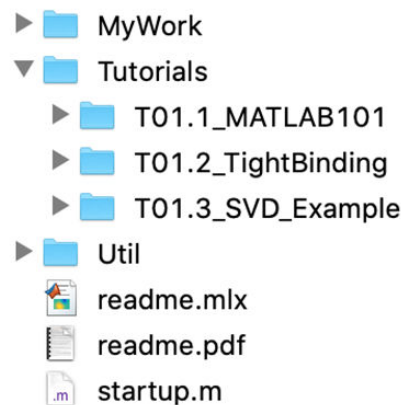 MyWork
Tutorials
T01.1_MATLAB101
T01.2_TightBinding
T01.3_SVD_Example
Util
readme.mlx
readme.pdf
.m startup.m